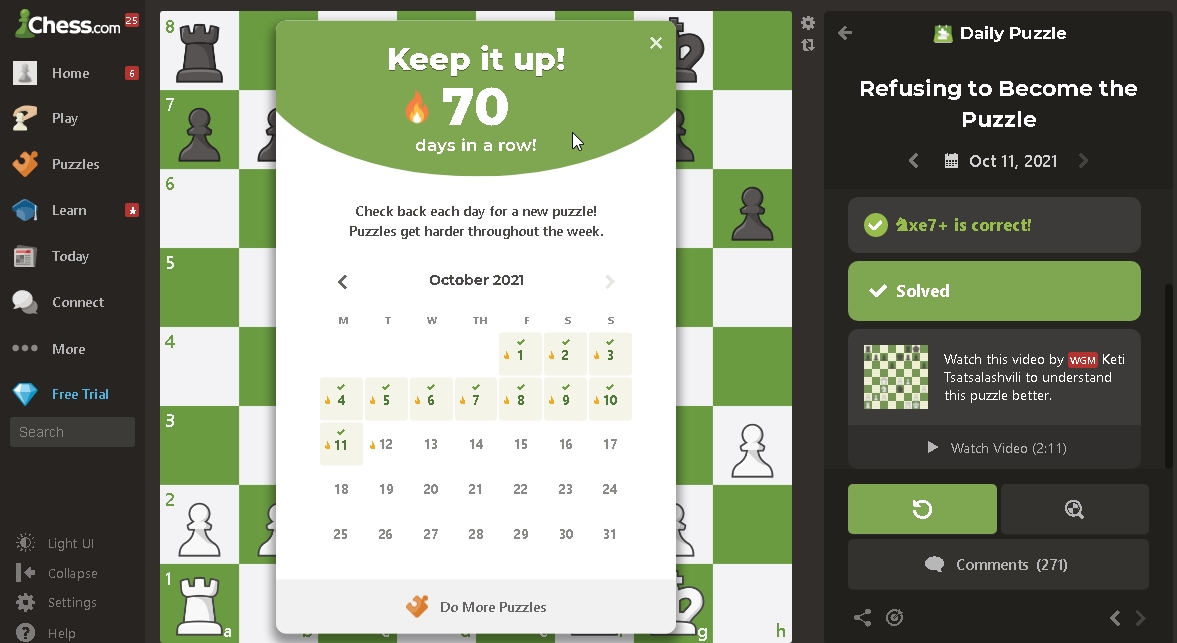 Chess.com
25
Home
6
Play
Puzzles
Learn
Today
Connect
More
Free Trial
Search
Light UI
Collapse
Settings
Help
8
7
6
5
4
3
2
1
a
g
h
Keep it up!
70
days in a row!
Check back each day for a new puzzle!
Puzzles get harder throughout the week.
October 2021
M T W TH F S S
1 2 3
4 5 6 7 8 9 10
11 12 13 14 15 16 17
18 19 20 21 22 23 24
25 26 27 28 29 30 31
Do More Puzzles
Daily Puzzle
Refusing to Become the
Puzzle
Oct 11, 2021
xe7+ is correct!
Solved
Watch this video by WGM Keti
Tsatsalashvili to understand
this puzzle better.
Watch Video (2:11)
Comments (271)